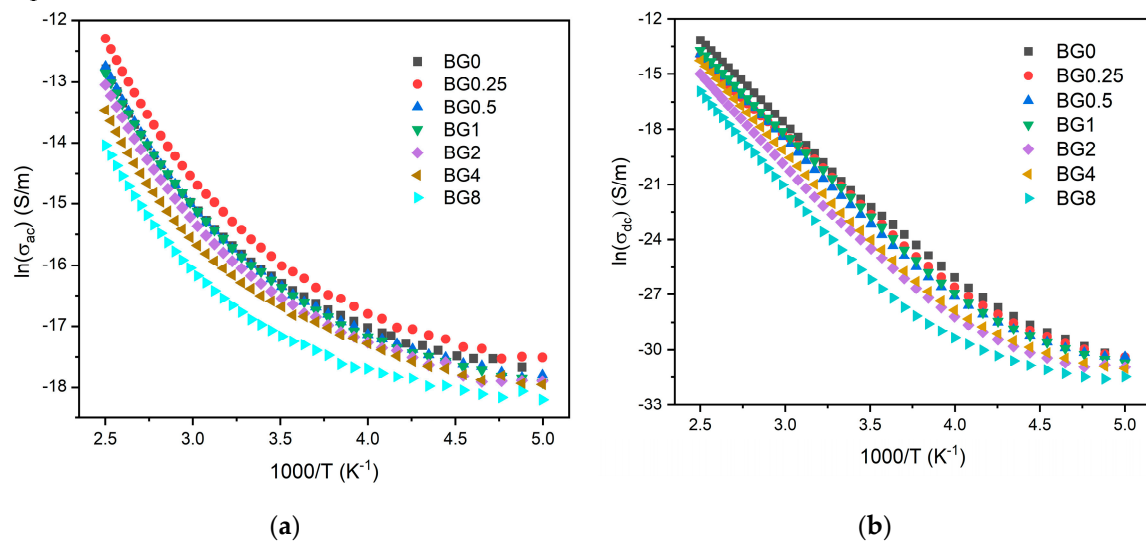 -12
-13
-14
-15
-16
-17
-18
ln(σac) (S/m)
2.5 3.0 3.5 4.0 4.5 5.0
1000/T (K-1)
BG0
BG0.25
BG0.5
BG1
BG2
BG4
BG8
(a)
-12
-15
-18
-21
-24
-27
-30
-33
ln(σdc) (S/m)
2.5 3.0 3.5 4.0 4.5 5.0
1000/T (K-1)
BG0
BG0.25
BG0.5
BG1
BG2
BG4
BG8
(b)